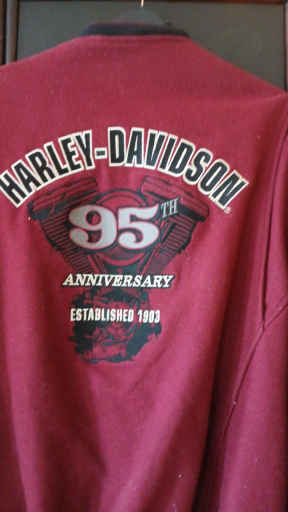 HARLEY-DAVIDSON®
95TH
ANNIVERSARY
ESTABLISHED 1903